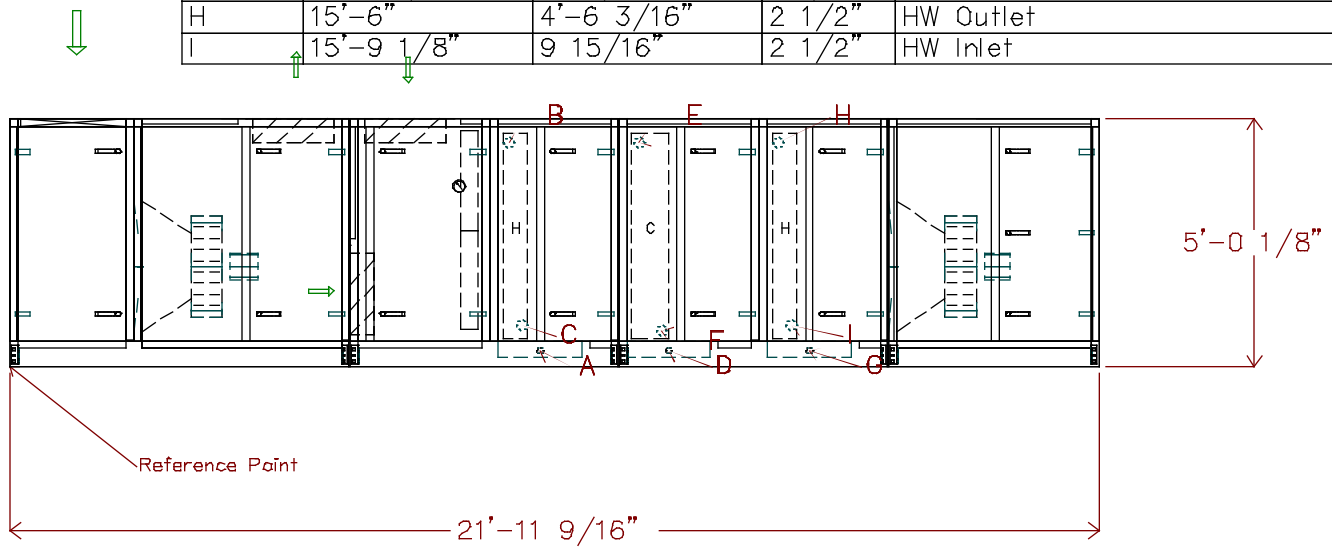 H 15'-6" 4'-6 3/16" 2 1/2" HW Outlet
I 15'-9 1/8" 9 15/16" 2 1/2" HW Inlet
B E H
H C H
5'-0 1/8"
C F I
A D G
Reference Point
21'-11 9/16"